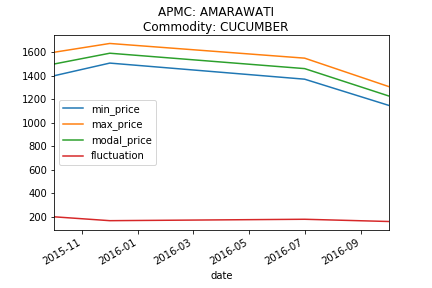 APMC: AMARAWATI
Commodity: CUCUMBER
1600
1400
1200
1000
800
600
400
200
min_price
max_price
modal_price
fluctuation
2015-11
2016-01
2016-03
2016-05
2016-07
2016-09
date